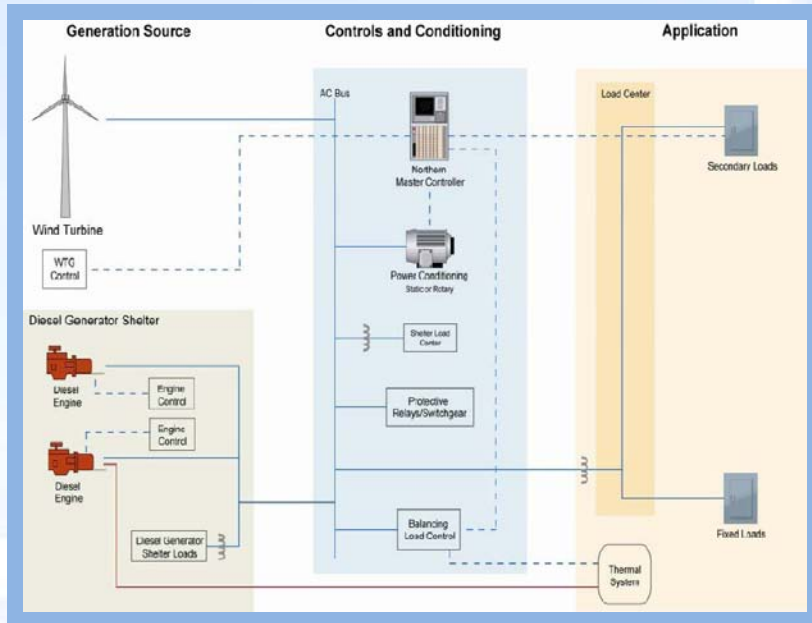 Generation Source
Controls and Conditioning
Application
AC Bus
Load Center
Northern
Master Controller
Secondary Loads
Wind Turbine
WTG
Control
Power Conditioning
Static or Rotary
Diesel Generator Shelter
Shelter Load
Center
Diesel
Engine
Engine
Control
Protective
Relays/Switchgear
Engine
Control
Diesel
Engine
Diesel Generator
Shelter Loads
Balancing
Load Control
Fixed Loads
Thermal
System